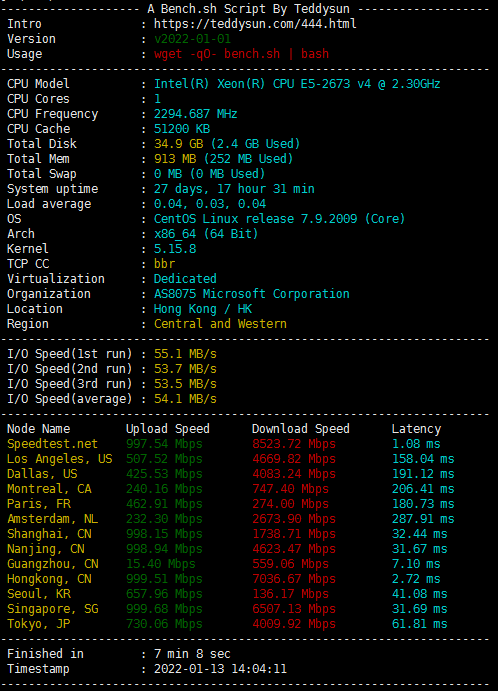 -------------------- A Bench.sh Script By Teddysun -------------------
Intro : https://teddysun.com/444.html
Version : v2022-01-01
Usage : wget -qO- bench.sh | bash
----------------------------------------------------------------------
CPU Model : Intel(R) Xeon(R) CPU E5-2673 v4 @ 2.30GHz
CPU Cores : 1
CPU Frequency : 2294.687 MHz
CPU Cache : 51200 KB
Total Disk : 34.9 GB (2.4 GB Used)
Total Mem : 913 MB (252 MB Used)
Total Swap : 0 MB (0 MB Used)
System uptime : 27 days, 17 hour 31 min
Load average : 0.04, 0.03, 0.04
OS : CentOS Linux release 7.9.2009 (Core)
Arch : x86_64 (64 Bit)
Kernel : 5.15.8
TCP CC : bbr
Virtualization : Dedicated
Organization : AS8075 Microsoft Corporation
Location : Hong Kong / HK
Region : Central and Western
----------------------------------------------------------------------
I/O Speed(1st run) : 55.1 MB/s
I/O Speed(2nd run) : 53.7 MB/s
I/O Speed(3rd run) : 53.5 MB/s
I/O Speed(average) : 54.1 MB/s
----------------------------------------------------------------------
Node Name Upload Speed Download Speed Latency
Speedtest.net 997.54 Mbps 8523.72 Mbps 1.08 ms
Los Angeles, US 507.52 Mbps 4669.82 Mbps 158.04 ms
Dallas, US 425.53 Mbps 4083.24 Mbps 191.12 ms
Montreal, CA 240.16 Mbps 747.40 Mbps 206.41 ms
Paris, FR 462.91 Mbps 274.00 Mbps 180.73 ms
Amsterdam, NL 232.30 Mbps 2673.90 Mbps 287.91 ms
Shanghai, CN 998.15 Mbps 1738.71 Mbps 32.44 ms
Nanjing, CN 998.94 Mbps 4623.47 Mbps 31.67 ms
Guangzhou, CN 15.40 Mbps 559.06 Mbps 7.10 ms
Hongkong, CN 999.51 Mbps 7036.67 Mbps 2.72 ms
Seoul, KR 657.96 Mbps 136.17 Mbps 41.08 ms
Singapore, SG 999.68 Mbps 6507.13 Mbps 31.69 ms
Tokyo, JP 730.06 Mbps 4009.92 Mbps 61.81 ms
----------------------------------------------------------------------
Finished in : 7 min 8 sec
Timestamp : 2022-01-13 14:04:11
----------------------------------------------------------------------